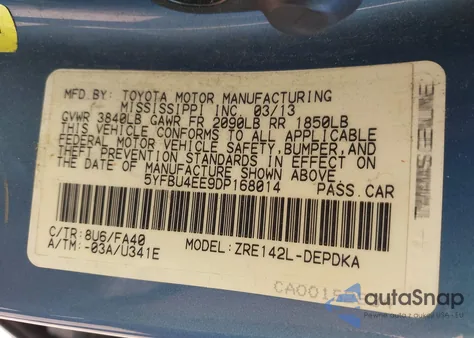 MFD.BY: TOYOTA MOTOR MANUFACTURING
MISSISSIPPI INC. 03/13
GVWR 3840LB GAWR FR 2090LB RR 1850LB
THIS VEHICLE CONFORMS TO ALL APPLICABLE
FEDERAL MOTOR VEHICLE SAFETY, BUMPER, AND
THEFT PREVENTION STANDARDS IN EFFECT ON
THE DATE OF MANUFACTURE SHOWN ABOVE.
5YFBU4EE9DP168014 PASS.CAR
C/TR:8U6/FA40 MODEL:ZRE142L-DEPDKA
A/TM:-03A/U341E
autoSnap